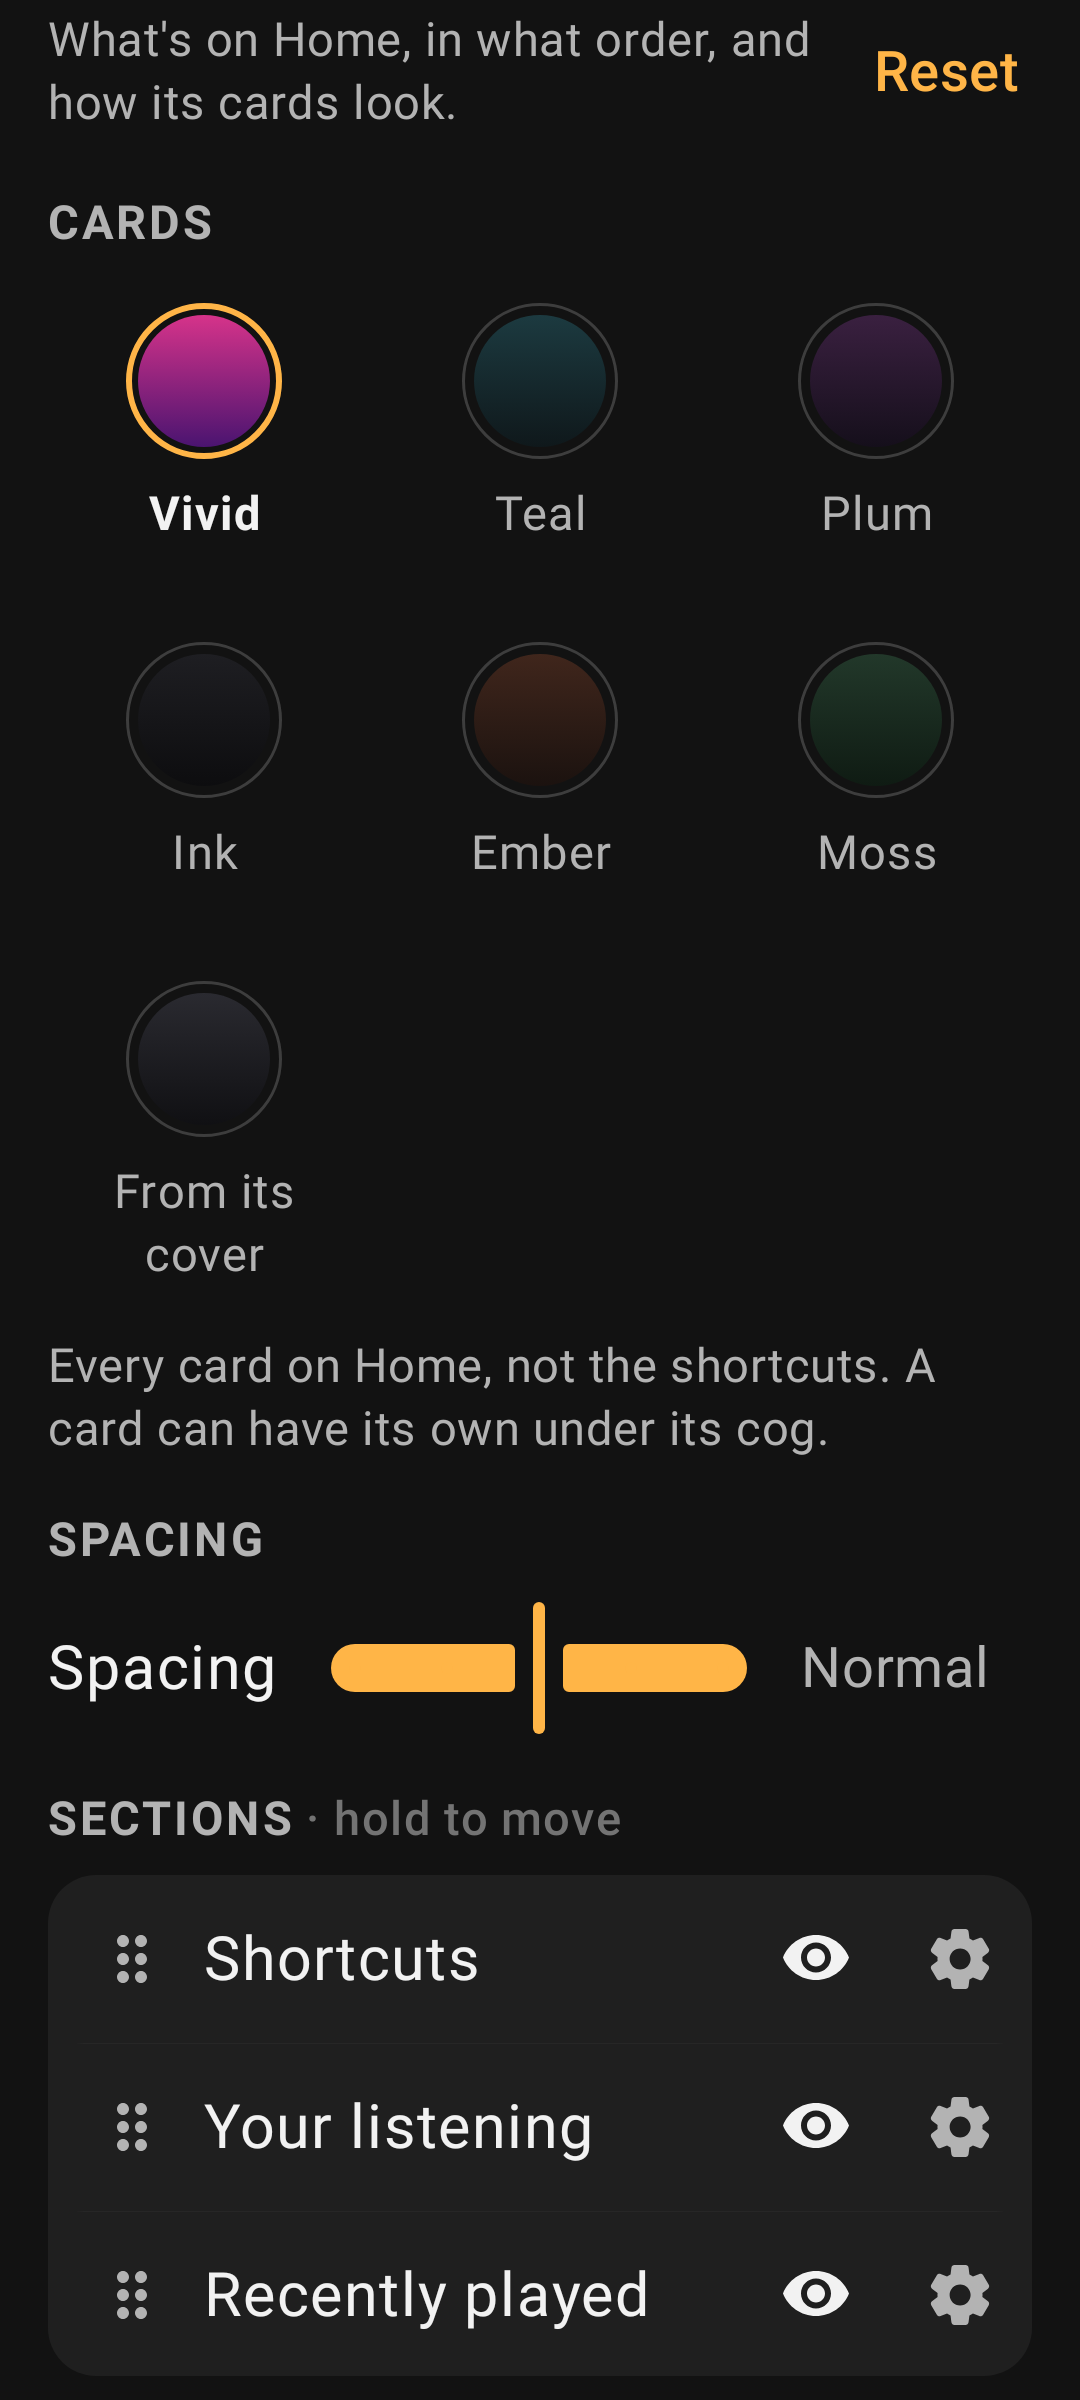 What's on Home, in what order, and
how its cards look.
Reset
CARDS
Vivid
Teal
Plum
Ink
Ember
Moss
From its
cover
Every card on Home, not the shortcuts. A
card can have its own under its cog.
SPACING
Spacing
Normal
SECTIONS · hold to move
Shortcuts
Your listening
Recently played